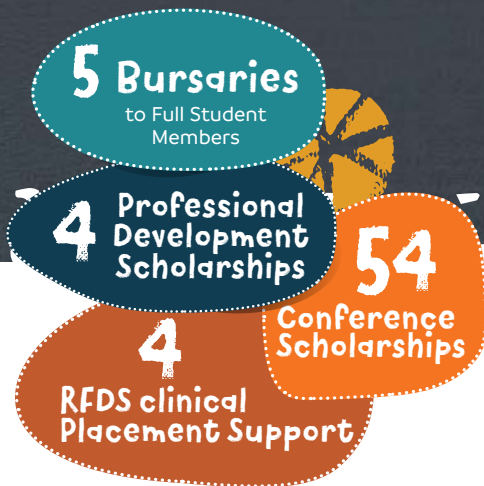 5 Bursaries
to Full Student
Members
4 Professional
Development
Scholarships
54
Conference
Scholarships
4
RFDS clinical
Placement Support